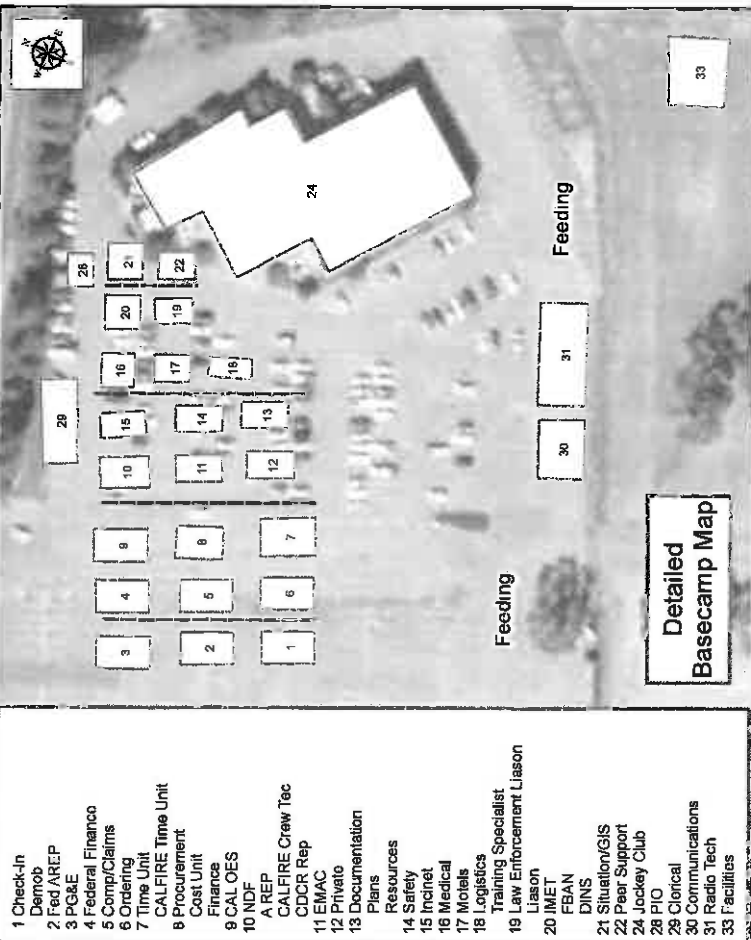 1 Check-In
Demob
2 Fed AREP
3 PG&E
4 Federal Finance
5 Comp/Claims
6 Ordering
7 Time Unit
CALFIRE Time Unit
8 Procurement
Cost Unit
Finance
9 CAL OES
10 NDF
A REP
CALFIRE Crew Tec
CDCR Rep
11 EMAC
12 Private
13 Documentation
Plans
Resources
14 Safety
15 Incinet
16 Medical
17 Motels
18 Logistics
Training Specialist
19 Law Enforcement Liason
Liason
20 IMET
FBAN
DINS
21 Situation/GIS
22 Peer Support
24 Jockey Club
28 PIO
29 Clerical
30 Communications
31 Radio Tech
33 Facilities
N
E
S
W
33
24
28
21
22
20
19
29
16
17
18
15
14
13
10
11
12
9
8
7
4
5
6
3
2
1
31
30
Feeding
Feeding
Detailed
Basecamp Map